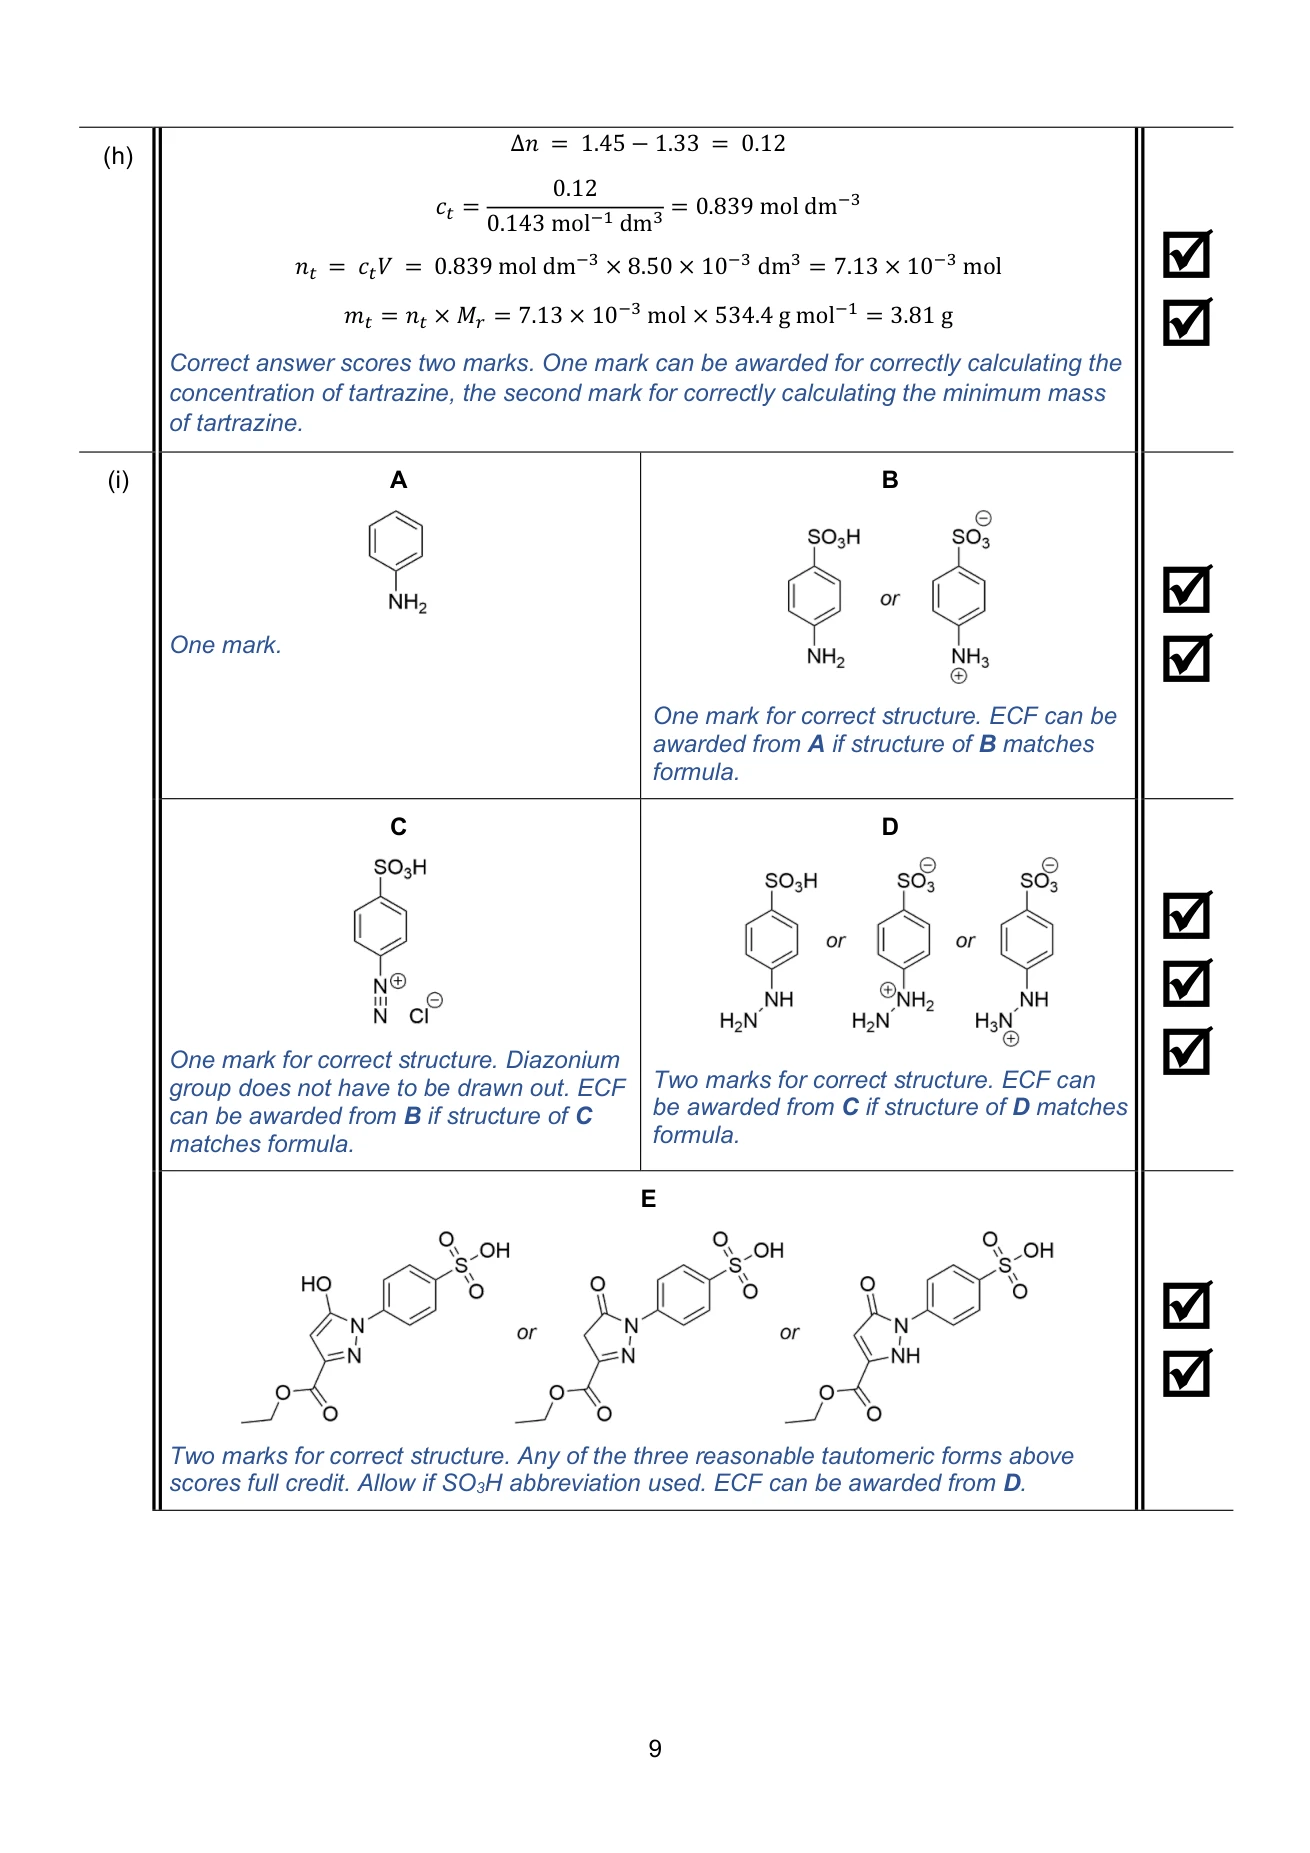 (h)
Δn = 1.45 − 1.33 = 0.12
c_t = 0.12 / 0.143 mol⁻¹ dm³ = 0.839 mol dm⁻³
n_t = c_tV = 0.839 mol dm⁻³ × 8.50 × 10⁻³ dm³ = 7.13 × 10⁻³ mol
m_t = n_t × M_r = 7.13 × 10⁻³ mol × 534.4 g mol⁻¹ = 3.81 g
Correct answer scores two marks. One mark can be awarded for correctly calculating the
concentration of tartrazine, the second mark for correctly calculating the minimum mass
of tartrazine.
(i)
A
NH₂
One mark.
B
SO₃H
NH₂
or
SO₃⊖
NH₃
⊕
One mark for correct structure. ECF can be
awarded from A if structure of B matches
formula.
C
SO₃H
N⊕
N
Cl⊖
One mark for correct structure. Diazonium
group does not have to be drawn out. ECF
can be awarded from B if structure of C
matches formula.
D
SO₃H
NH
H₂N
or
SO₃⊖
⊕NH₂
H₂N
or
SO₃⊖
NH
H₃N
⊕
Two marks for correct structure. ECF can
be awarded from C if structure of D matches
formula.
E
O
OH
S
O
HO
N
N
O
O
or
O
OH
S
O
O
N
N
O
O
or
O
OH
S
O
O
N
NH
O
O
Two marks for correct structure. Any of the three reasonable tautomeric forms above
scores full credit. Allow if SO₃H abbreviation used. ECF can be awarded from D.
9